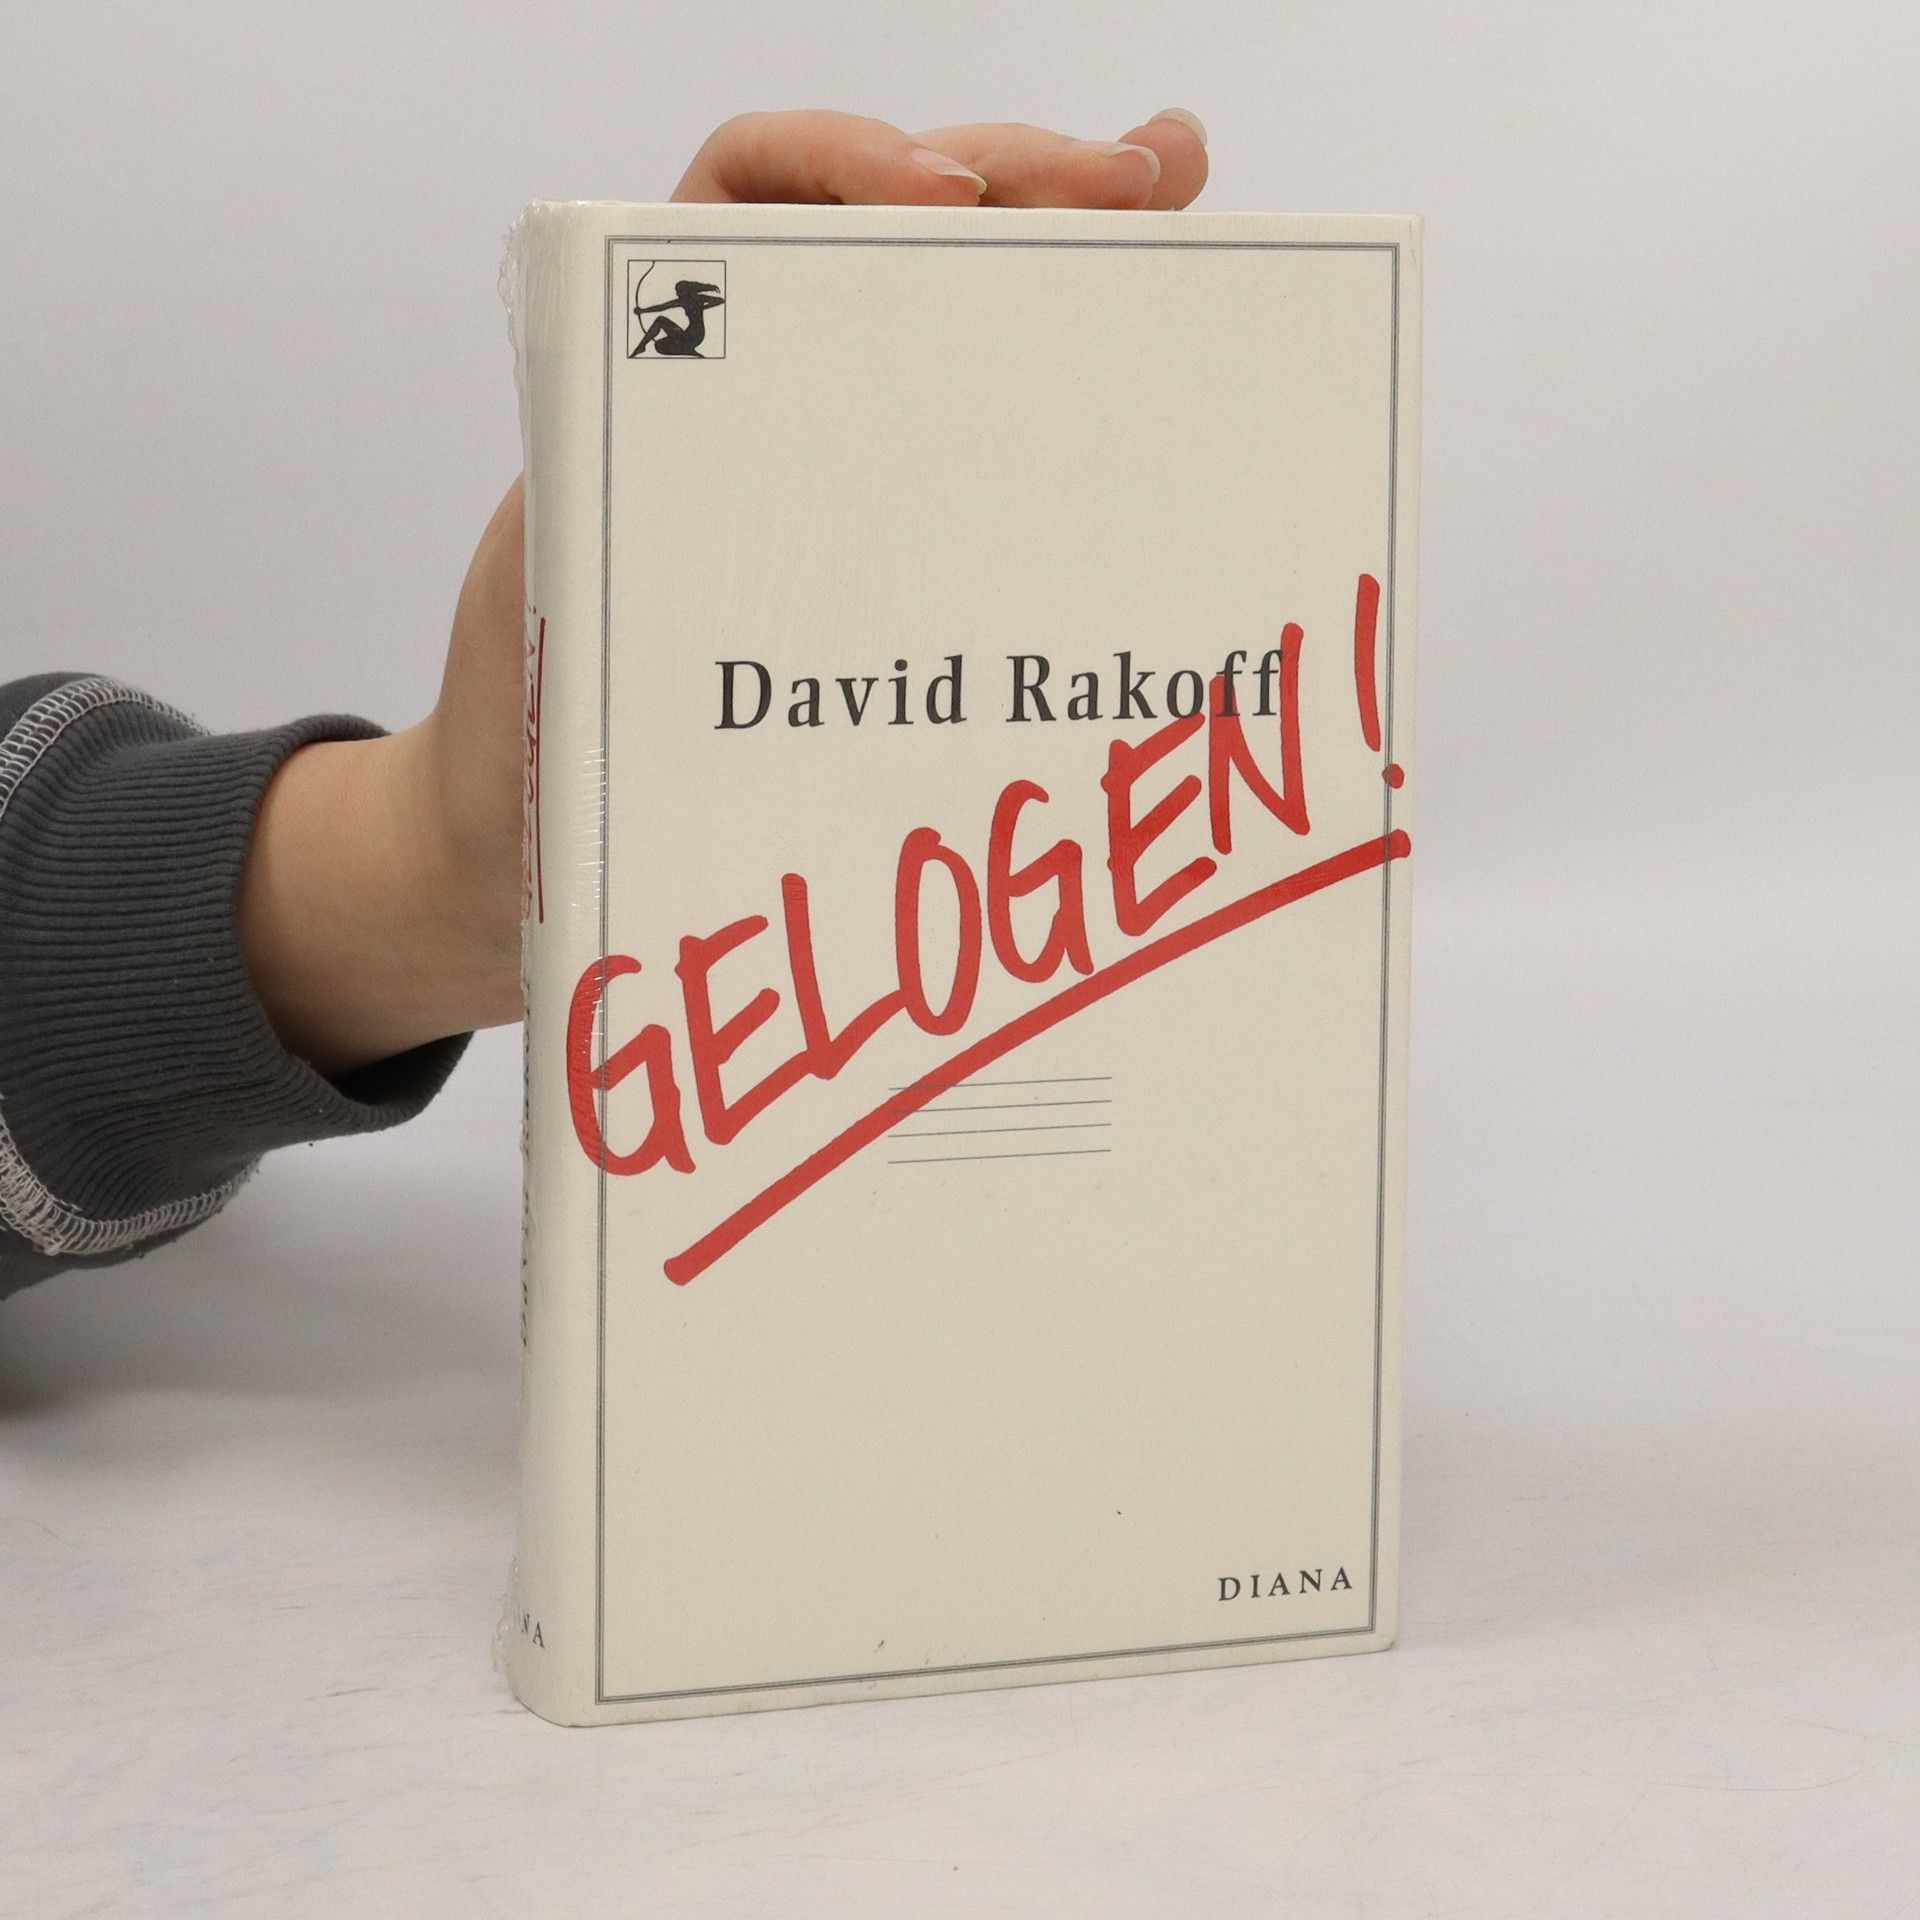 David Rakoff
GELOGEN!
DIANA